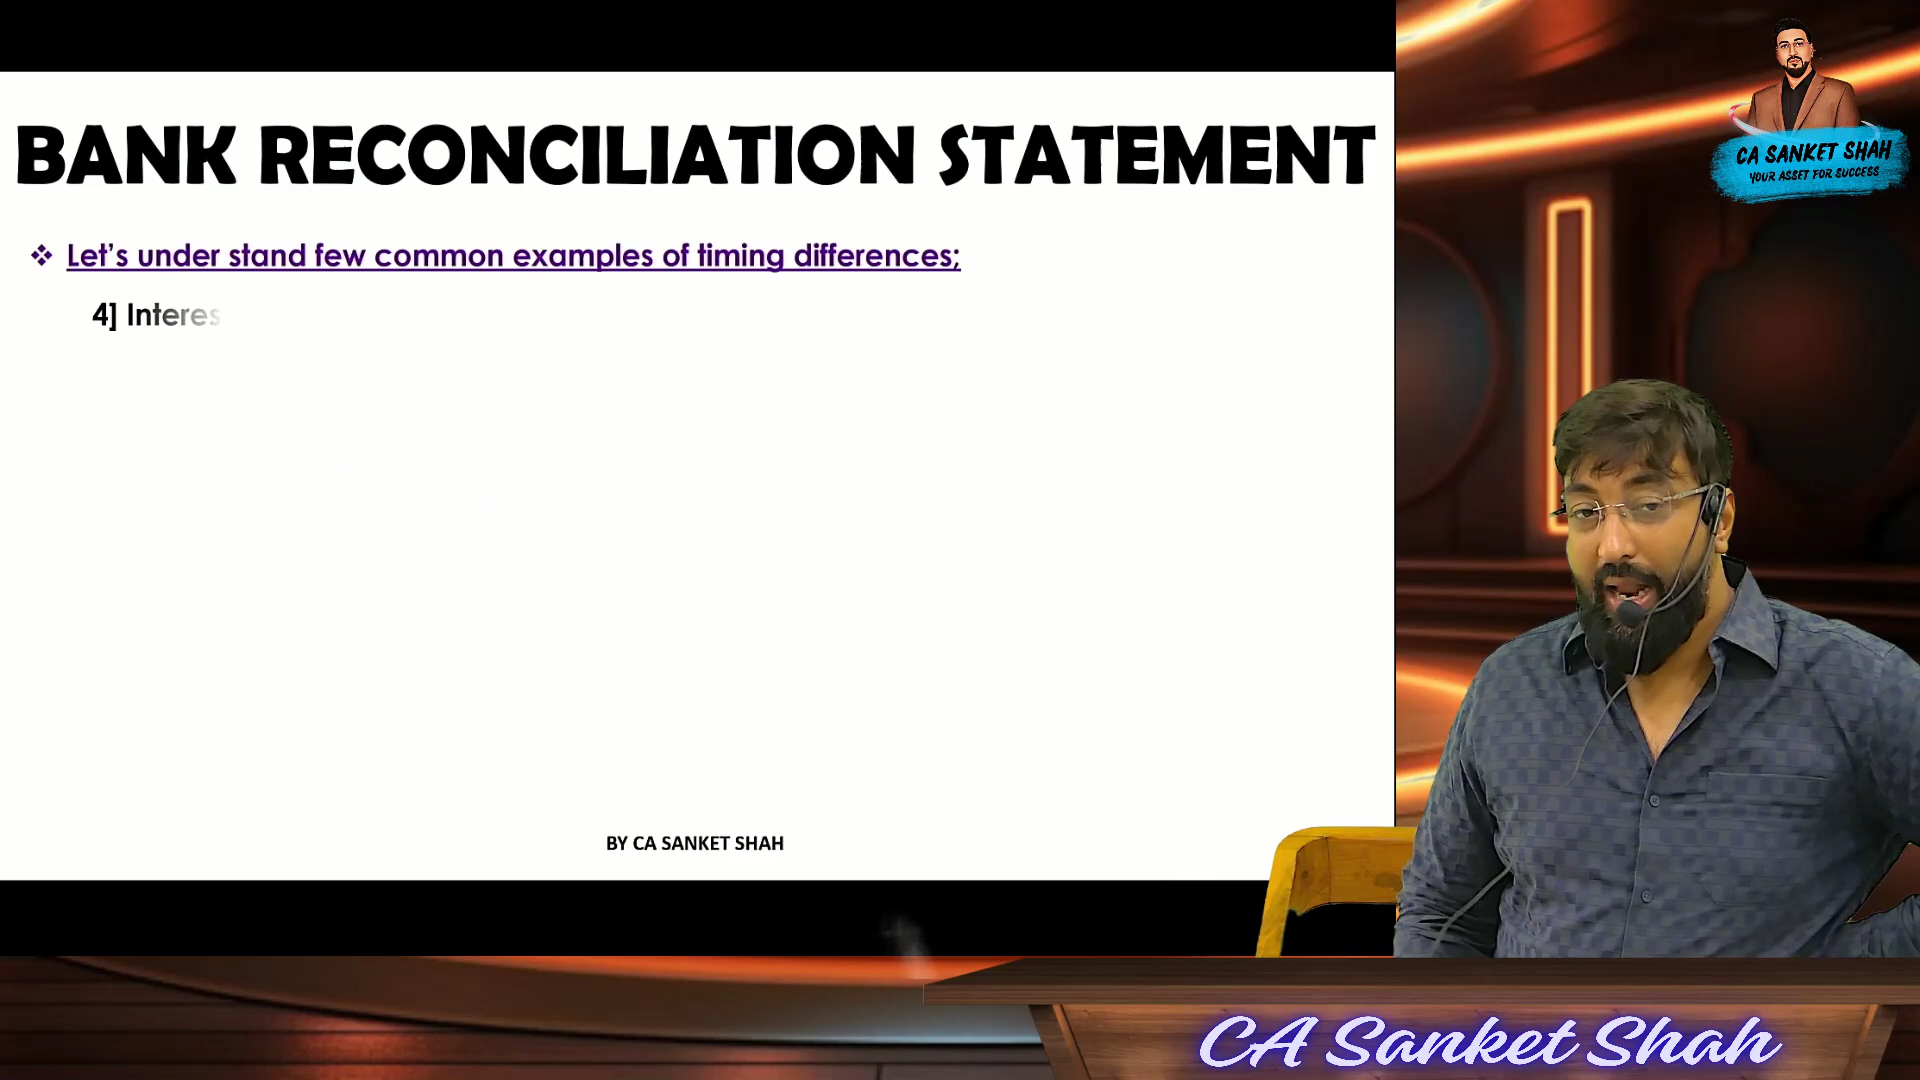 BANK RECONCILIATION STATEMENT
❖ Let's under stand few common examples of timing differences;
4] Interes
BY CA SANKET SHAH
CA SANKET SHAH
YOUR ASSET FOR SUCCESS
CA Sanket Shah